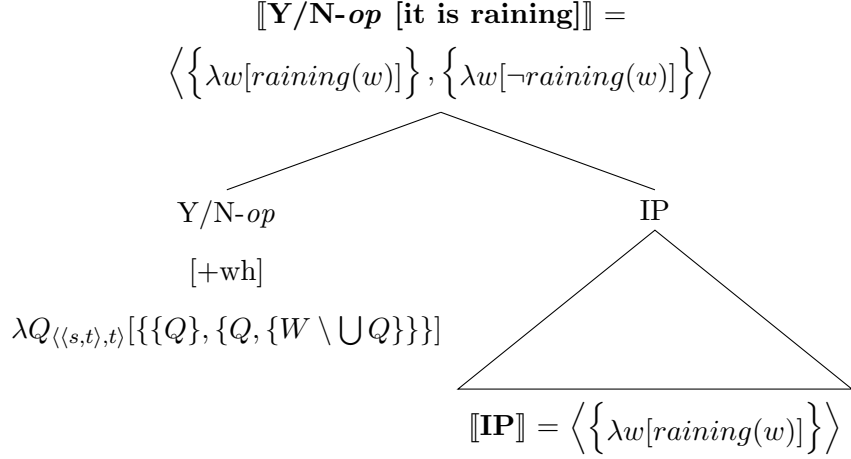 ⟦Y/N-op [it is raining]⟧ =
⟨{λw[raining(w)]}, {λw[¬raining(w)]}⟩
Y/N-op
IP
[+wh]
λQ⟨⟨s,t⟩,t⟩[{{Q}, {Q, {W \ ⋃ Q}}}]
⟦IP⟧ = ⟨{λw[raining(w)]}⟩